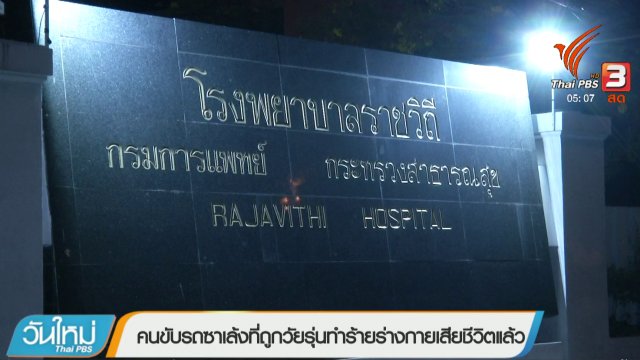 Thai PBS HD 3
05:07 สด
โรงพยาบาลราชวิถี
กรมการแพทย์ กระทรวงสาธารณสุข
RAJAVITHI HOSPITAL
วันใหม่
Thai PBS
คนขับรถซาเล้งที่ถูกวัยรุ่นทำร้ายร่างกายเสียชีวิตแล้ว